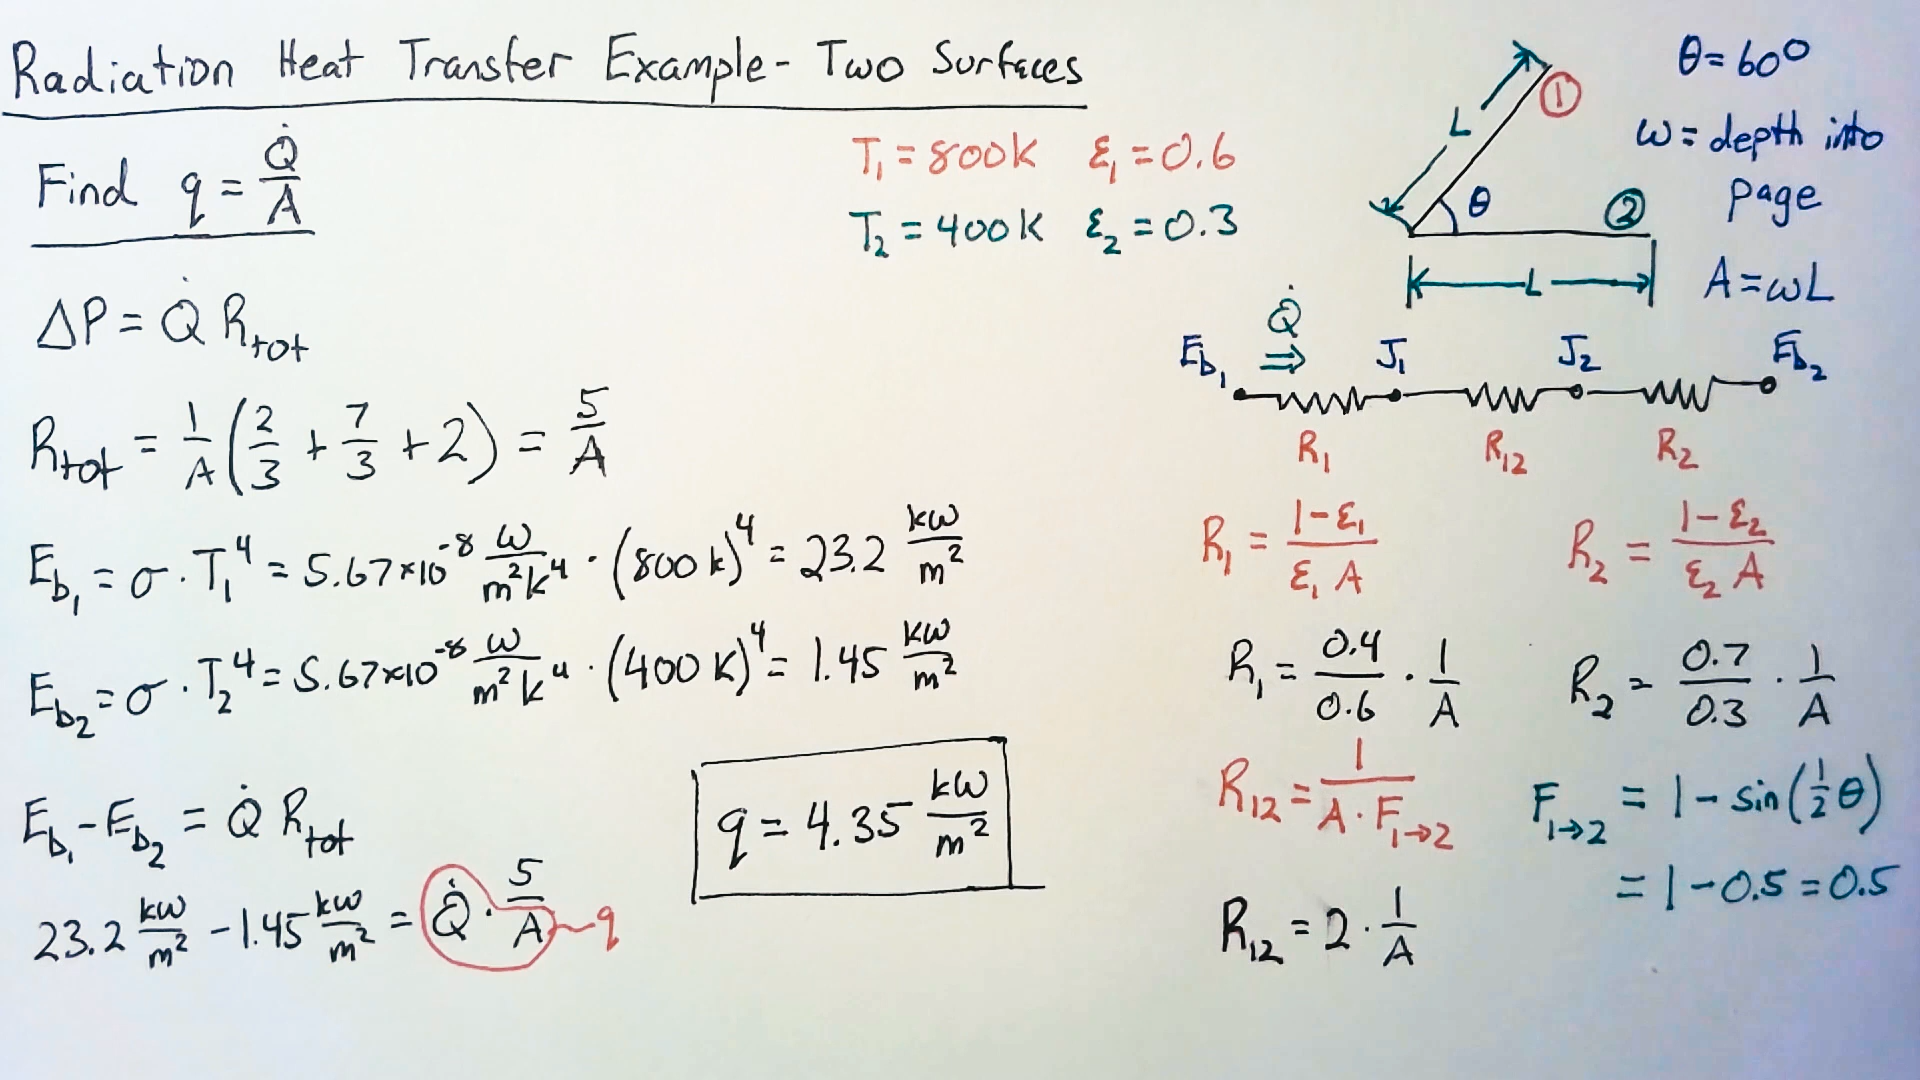 Radiation Heat Transfer Example - Two Surfaces
Find q = Q̇/A
T₁ = 800K ε₁ = 0.6
T₂ = 400K ε₂ = 0.3
L
①
θ
②
L
θ = 60°
w = depth into
page
A = wL
ΔP = Q̇ R_tot
R_tot = 1/A (2/3 + 7/3 + 2) = 5/A
E_b₁ = σ · T₁⁴ = 5.67×10⁻⁸ W/m²K⁴ · (800K)⁴ = 23.2 kW/m²
E_b₂ = σ · T₂⁴ = 5.67×10⁻⁸ W/m²K⁴ · (400K)⁴ = 1.45 kW/m²
E_b₁ - E_b₂ = Q̇ R_tot
23.2 kW/m² - 1.45 kW/m² = Q̇ · 5/A q
q = 4.35 kW/m²
E_b₁ Q̇ ⇒ J₁ J₂ E_b₂
R₁ R₁₂ R₂
R₁ = (1-ε₁)/(ε₁ A) R₂ = (1-ε₂)/(ε₂ A)
R₁ = 0.4/0.6 · 1/A R₂ = 0.7/0.3 · 1/A
R₁₂ = 1/(A · F₁→₂) F₁→₂ = 1 - sin(½θ)
= 1 - 0.5 = 0.5
R₁₂ = 2 · 1/A